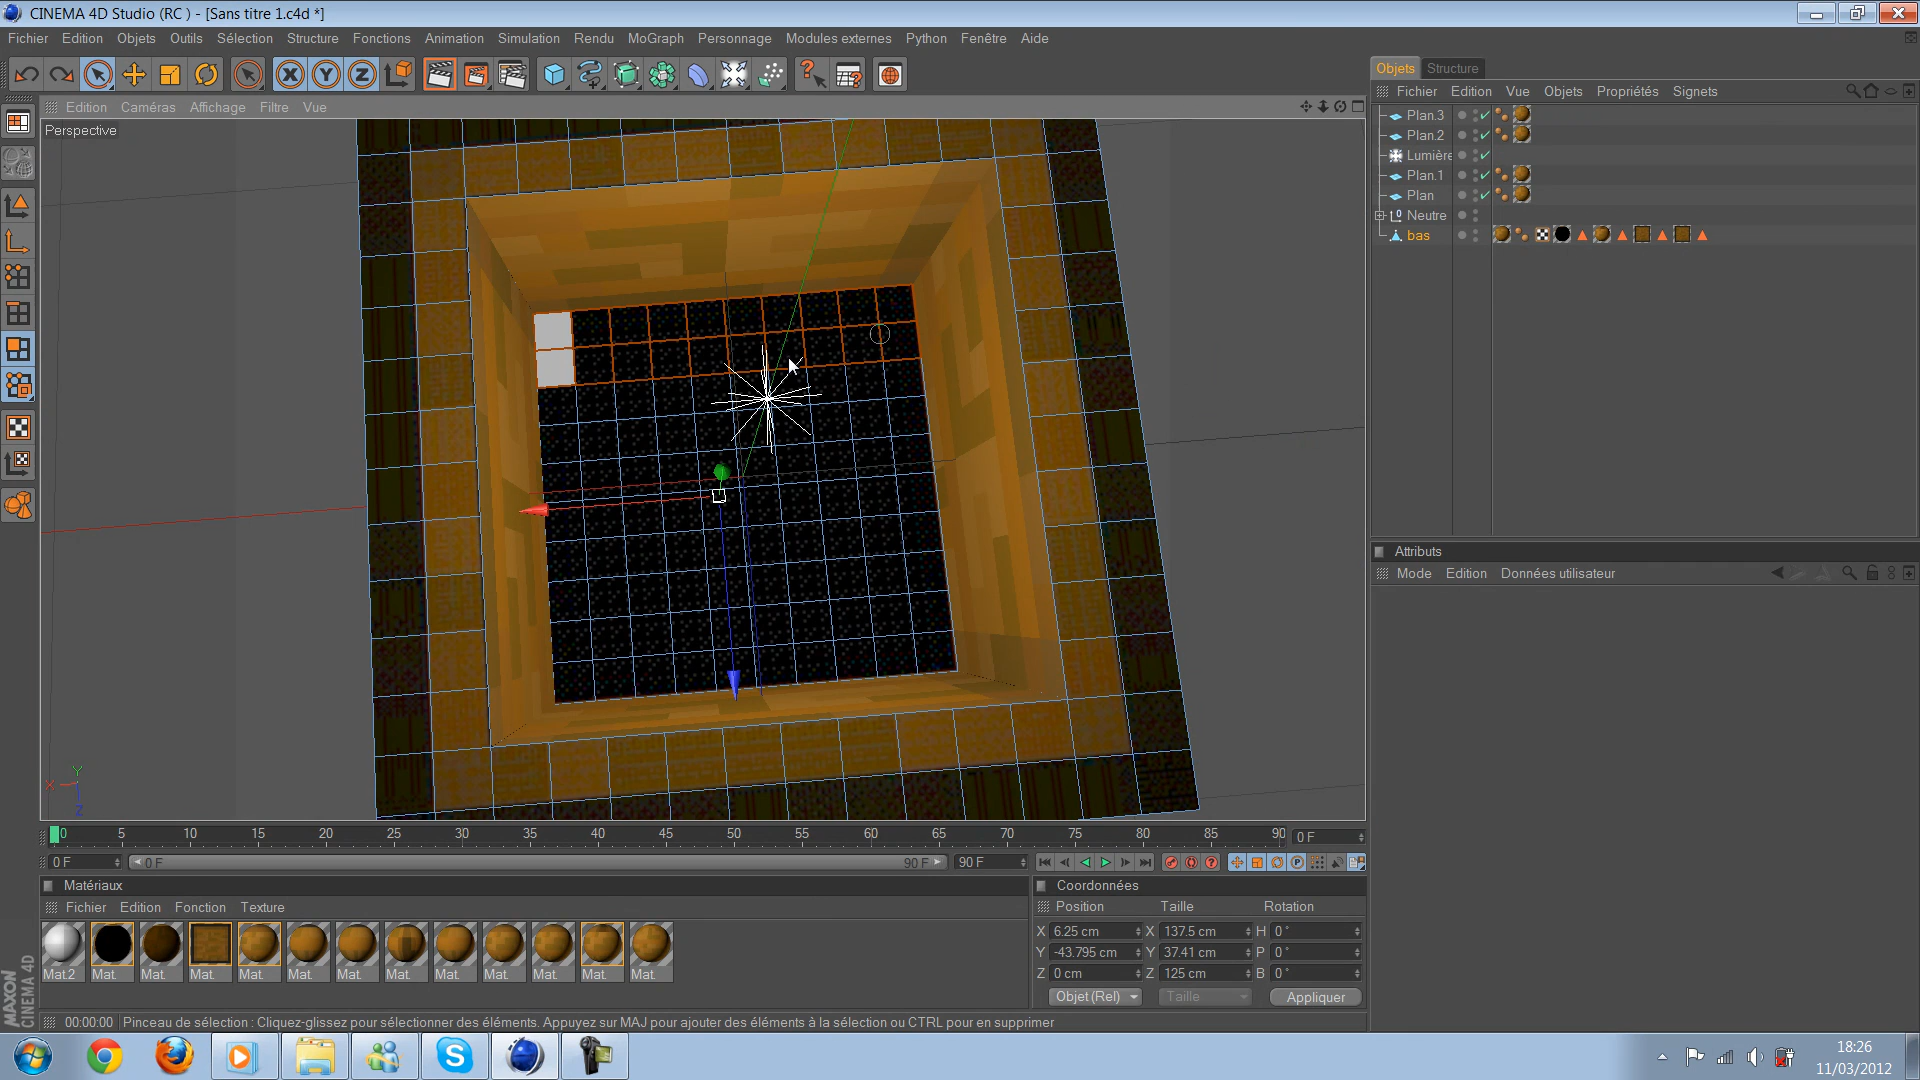 CINEMA 4D Studio (RC ) - [Sans titre 1.c4d *]
Fichier Edition Objets Outils Sélection Structure Fonctions Animation Simulation Rendu MoGraph Personnage Modules externes Python Fenêtre Aide
X Y Z
Objets Structure
Fichier Edition Vue Objets Propriétés Signets
Edition Caméras Affichage Filtre Vue
Perspective
Plan.3
Plan.2
Lumière
Plan.1
Plan
Neutre
bas
Attributs
Mode Edition Données utilisateur
Y
X
Z
0 5 10 15 20 25 30 35 40 45 50 55 60 65 70 75 80 85 90
0 F
0 F 0 F 90 F 90 F
Matériaux
Fichier Edition Fonction Texture
Mat.2 Mat. Mat. Mat. Mat. Mat. Mat. Mat. Mat. Mat. Mat. Mat. Mat.
Coordonnées
Position Taille Rotation
X 6.25 cm X 137.5 cm H 0 °
Y -43.795 cm Y 37.41 cm P 0 °
Z 0 cm Z 125 cm B 0 °
Objet (Rel) Taille Appliquer
MAXON
CINEMA 4D
00:00:00 Pinceau de sélection : Cliquez-glissez pour sélectionner des éléments. Appuyez sur MAJ pour ajouter des éléments à la sélection ou CTRL pour en supprimer
18:26
11/03/2012